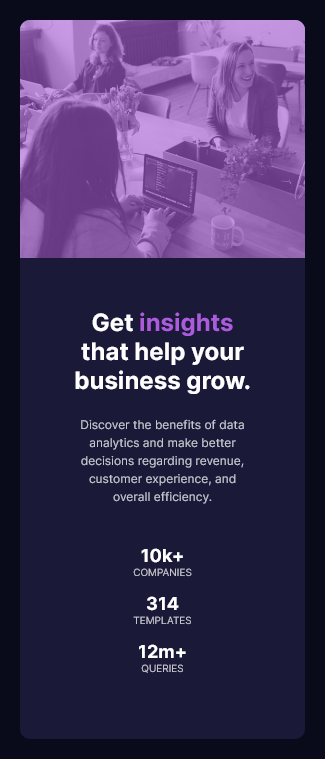 Get insights
that help your
business grow.
Discover the benefits of data
analytics and make better
decisions regarding revenue,
customer experience, and
overall efficiency.
10k+
COMPANIES
314
TEMPLATES
12m+
QUERIES